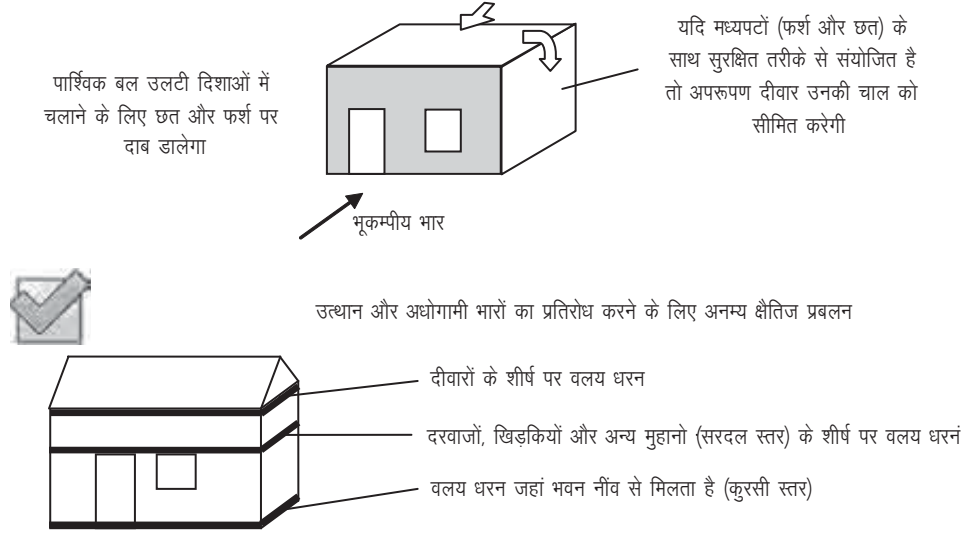 पार्श्विक बल उलटी दिशाओं में
चलाने के लिए छत और फर्श पर
दाब डालेगा
यदि मध्यपटों (फर्श और छत) के
साथ सुरक्षित तरीके से संयोजित है
तो अपरूपण दीवार उनकी चाल को
सीमित करेगी
भूकम्पीय भार
उत्थान और अधोगामी भारों का प्रतिरोध करने के लिए अनम्य क्षैतिज प्रबलन
दीवारों के शीर्ष पर वलय धरन
दरवाजों, खिड़कियों और अन्य मुहानो (सरदल स्तर) के शीर्ष पर वलय धरनं
वलय धरन जहां भवन नींव से मिलता है (कुरसी स्तर)